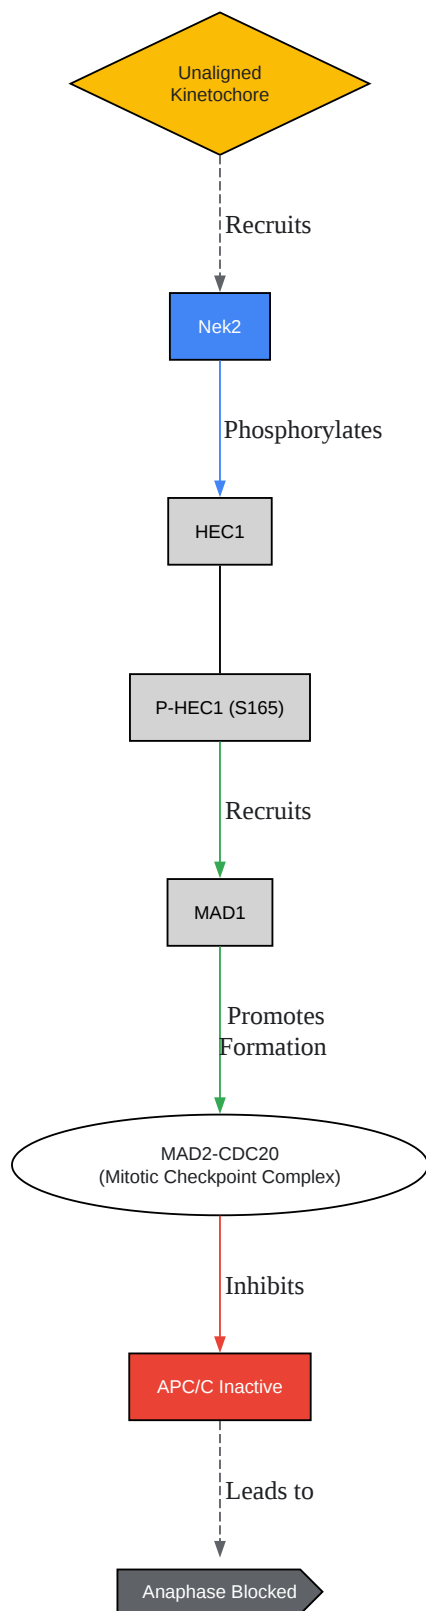 Unaligned
Kinetochore
Recruits
Nek2
Phosphorylates
HEC1
P-HEC1 (S165)
Recruits
MAD1
Promotes
Formation
MAD2-CDC20
(Mitotic Checkpoint Complex)
Inhibits
APC/C Inactive
Leads to
Anaphase Blocked